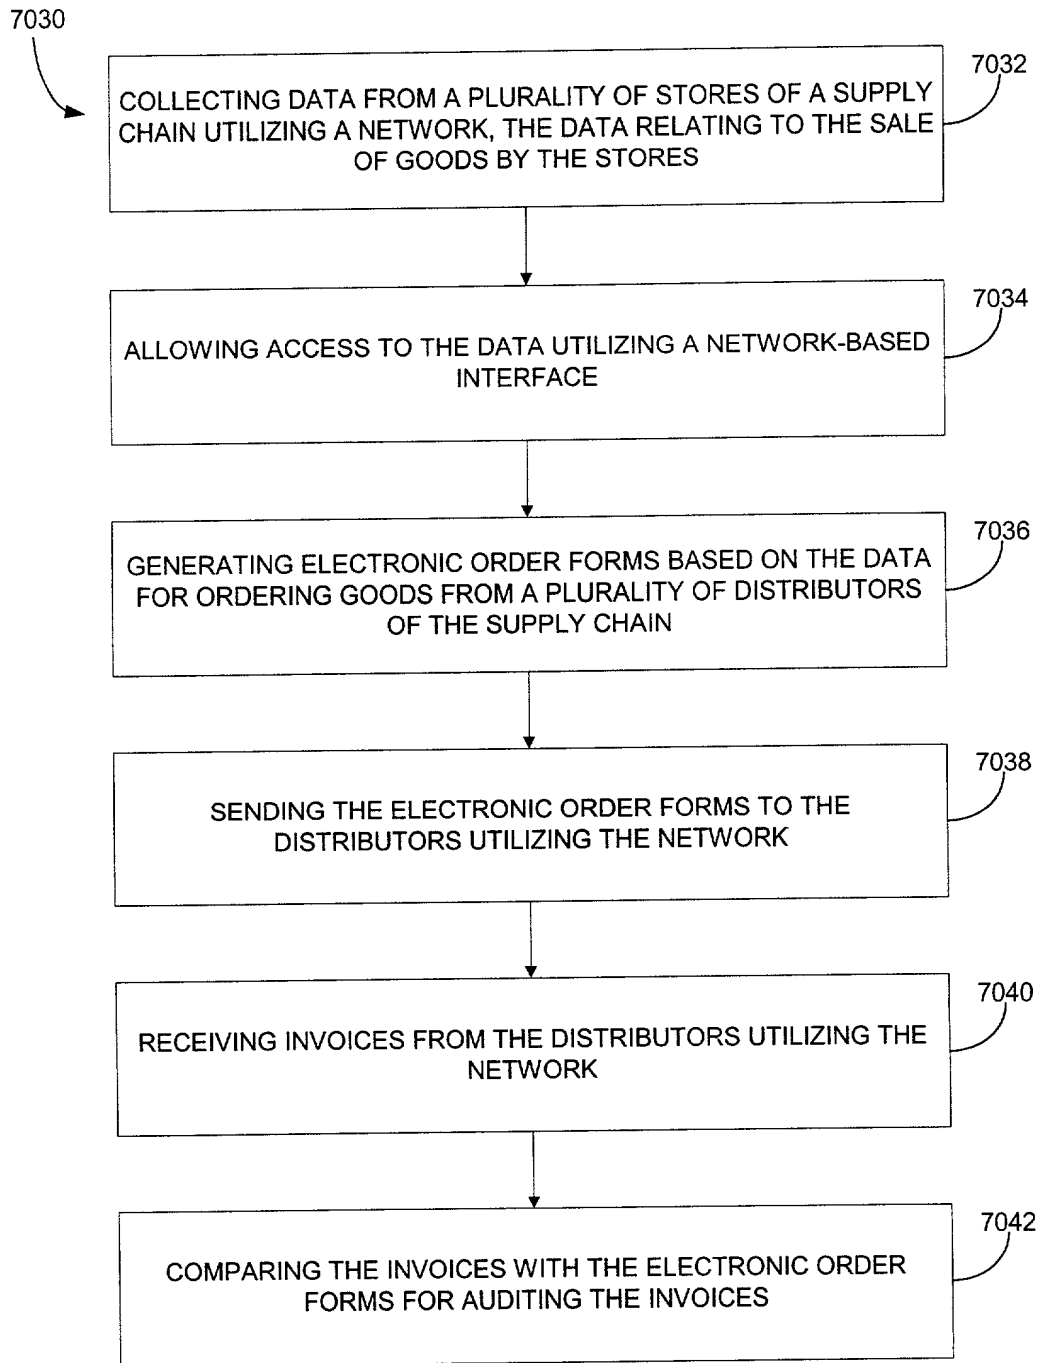 7030
7032
COLLECTING DATA FROM A PLURALITY OF STORES OF A SUPPLY
CHAIN UTILIZING A NETWORK, THE DATA RELATING TO THE SALE
OF GOODS BY THE STORES
7034
ALLOWING ACCESS TO THE DATA UTILIZING A NETWORK-BASED
INTERFACE
7036
GENERATING ELECTRONIC ORDER FORMS BASED ON THE DATA
FOR ORDERING GOODS FROM A PLURALITY OF DISTRIBUTORS
OF THE SUPPLY CHAIN
7038
SENDING THE ELECTRONIC ORDER FORMS TO THE
DISTRIBUTORS UTILIZING THE NETWORK
7040
RECEIVING INVOICES FROM THE DISTRIBUTORS UTILIZING THE
NETWORK
7042
COMPARING THE INVOICES WITH THE ELECTRONIC ORDER
FORMS FOR AUDITING THE INVOICES